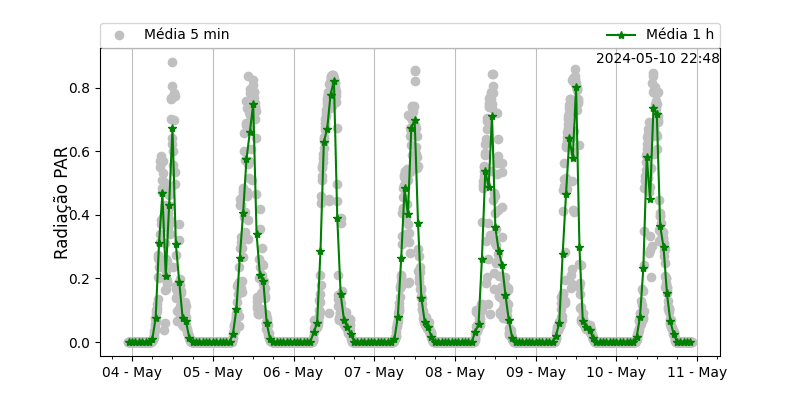 Média 5 min
Média 1 h
2024-05-10 22:48
Radiação PAR
0.8
0.6
0.4
0.2
0.0
04 - May
05 - May
06 - May
07 - May
08 - May
09 - May
10 - May
11 - May